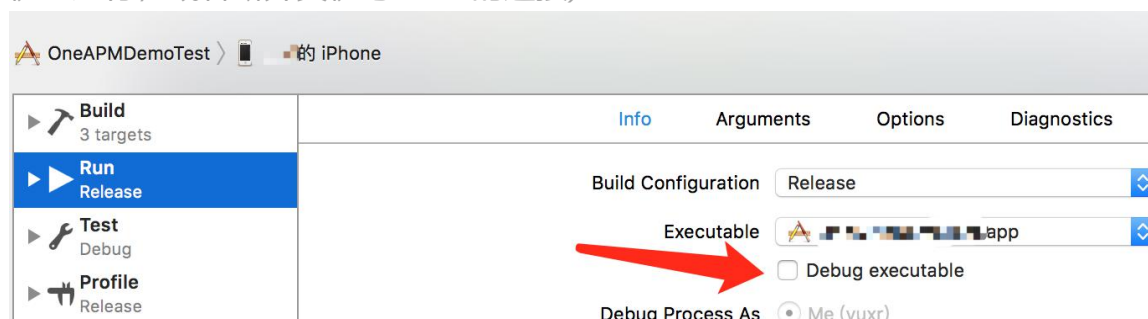 OneAPMDemoTest 〉 的 iPhone
Build
3 targets
Run
Release
Test
Debug
Profile
Release
Info Arguments Options Diagnostics
Build Configuration Release
Executable app
Debug executable
Debug Process As Me (yuxr)